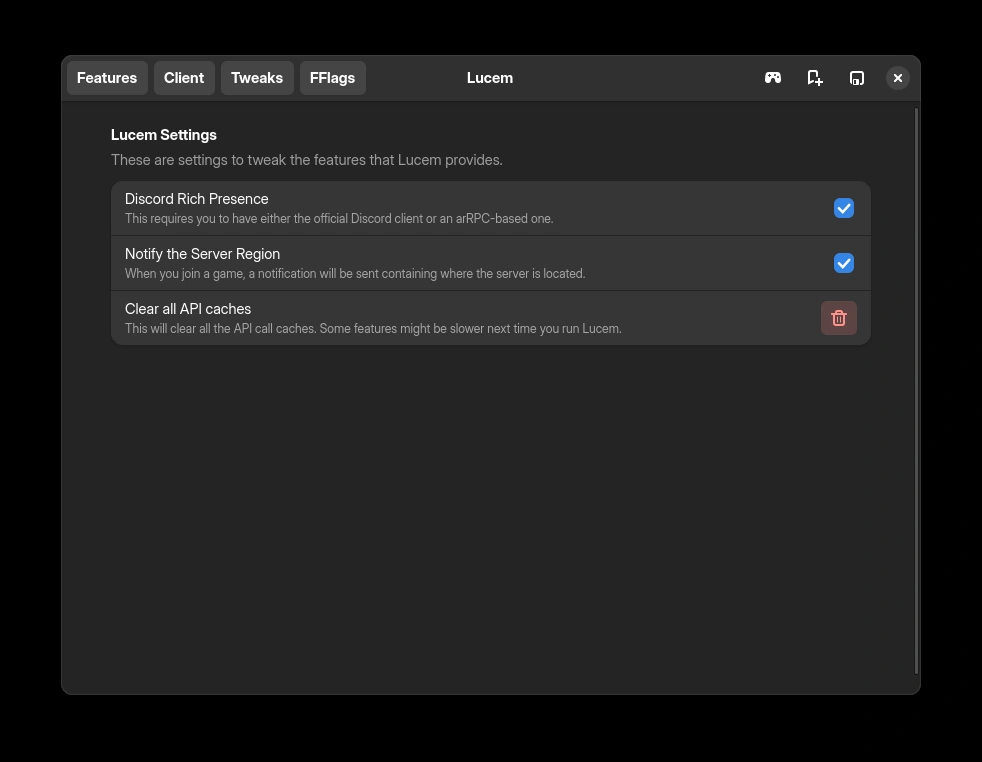 Features Client Tweaks FFlags Lucem
Lucem Settings
These are settings to tweak the features that Lucem provides.
Discord Rich Presence
This requires you to have either the official Discord client or an arRPC-based one.
Notify the Server Region
When you join a game, a notification will be sent containing where the server is located.
Clear all API caches
This will clear all the API call caches. Some features might be slower next time you run Lucem.